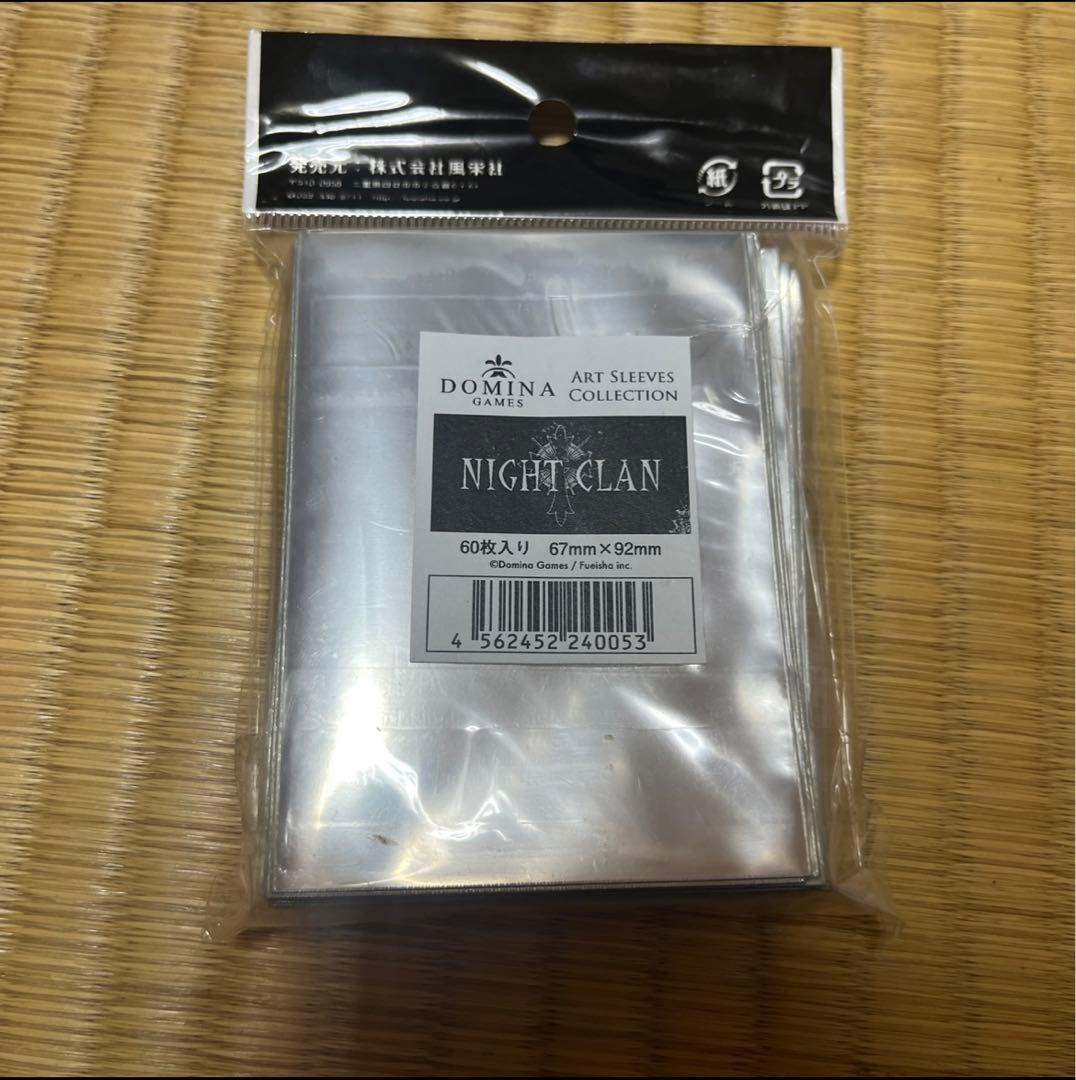 発売元：株式会社風栄社
紙
プラ
DOMINA
GAMES
ART SLEEVES
COLLECTION
NIGHT CLAN
60枚入り 67mm×92mm
©Domina Games / Fueisha inc.
4 562452 240053